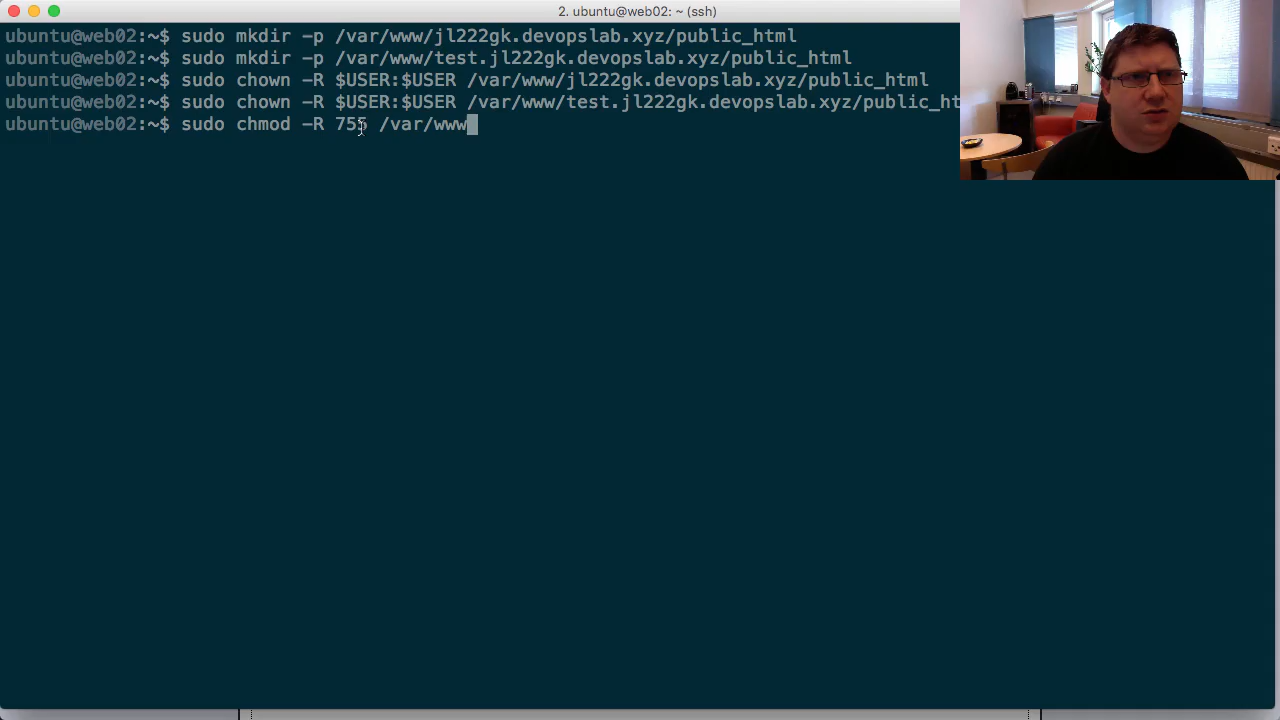 2. ubuntu@web02: ~ (ssh)
ubuntu@web02:~$ sudo mkdir -p /var/www/jl222gk.devopslab.xyz/public_html
ubuntu@web02:~$ sudo mkdir -p /var/www/test.jl222gk.devopslab.xyz/public_html
ubuntu@web02:~$ sudo chown -R $USER:$USER /var/www/jl222gk.devopslab.xyz/public_html
ubuntu@web02:~$ sudo chown -R $USER:$USER /var/www/test.jl222gk.devopslab.xyz/public_ht
ubuntu@web02:~$ sudo chmod -R 755 /var/www